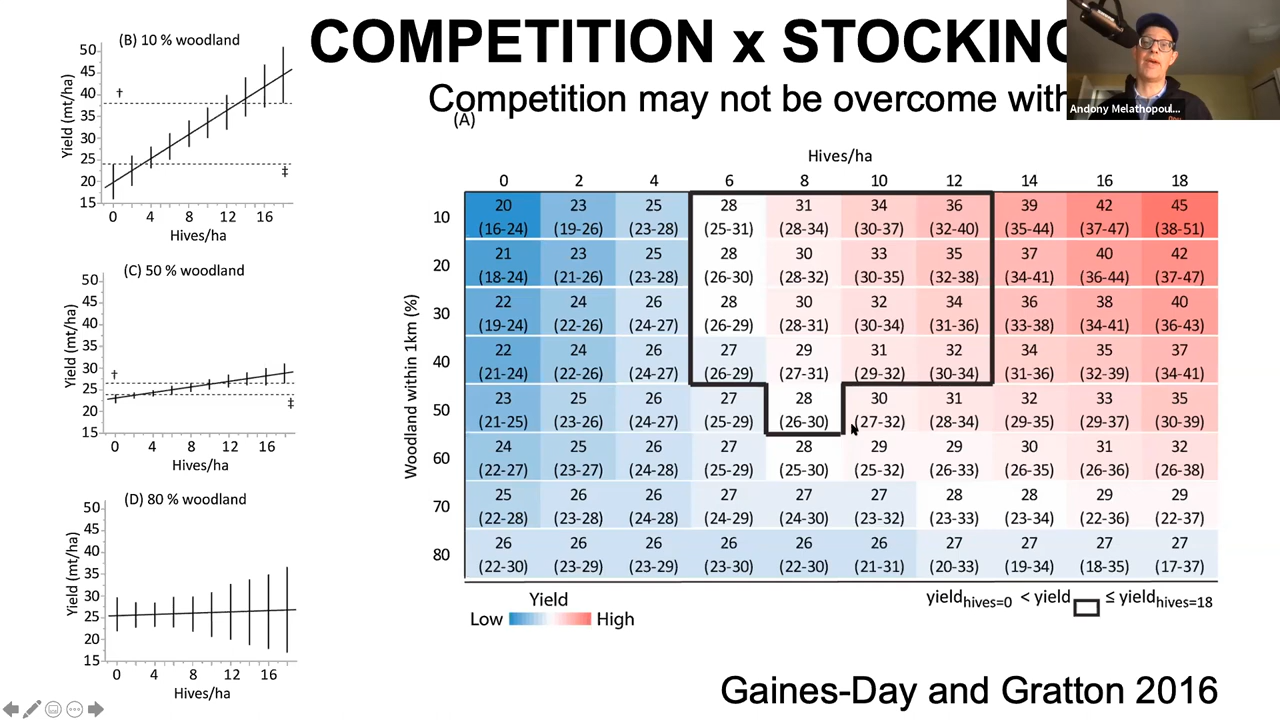 COMPETITION x STOCKING
Competition may not be overcome with
Andony Melathopoul...
(B) 10 % woodland
Yield (mt/ha)
50
45
40
35
30
25
20
15
†
‡
0 4 8 12 16
Hives/ha
(C) 50 % woodland
Yield (mt/ha)
50
45
40
35
30
25
20
15
†
‡
0 4 8 12 16
Hives/ha
(D) 80 % woodland
Yield (mt/ha)
50
45
40
35
30
25
20
15
0 4 8 12 16
Hives/ha
(A)
Hives/ha
0 2 4 6 8 10 12 14 16 18
Woodland within 1km (%)
10 20 23 25 28 31 34 36 39 42 45
(16-24) (19-26) (23-28) (25-31) (28-34) (30-37) (32-40) (35-44) (37-47) (38-51)
20 21 23 25 28 30 33 35 37 40 42
(18-24) (21-26) (23-28) (26-30) (28-32) (30-35) (32-38) (34-41) (36-44) (37-47)
30 22 24 26 28 30 32 34 36 38 40
(19-24) (22-26) (24-27) (26-29) (28-31) (30-34) (31-36) (33-38) (34-41) (36-43)
40 22 24 26 27 29 31 32 34 35 37
(21-24) (22-26) (24-27) (26-29) (27-31) (29-32) (30-34) (31-36) (32-39) (34-41)
50 23 25 26 27 28 30 31 32 33 35
(21-25) (23-26) (24-27) (25-29) (26-30) (27-32) (28-34) (29-35) (29-37) (30-39)
60 24 25 26 27 28 29 29 30 31 32
(22-27) (23-27) (24-28) (25-29) (25-30) (25-32) (26-33) (26-35) (26-36) (26-38)
70 25 26 26 27 27 27 28 28 29 29
(22-28) (23-28) (24-28) (24-29) (24-30) (23-32) (23-33) (23-34) (22-36) (22-37)
80 26 26 26 26 26 26 27 27 27 27
(22-30) (23-29) (23-29) (23-30) (22-30) (21-31) (20-33) (19-34) (18-35) (17-37)
Yield
Low High
yield hives=0 < yield ≤ yield hives=18
Gaines-Day and Gratton 2016